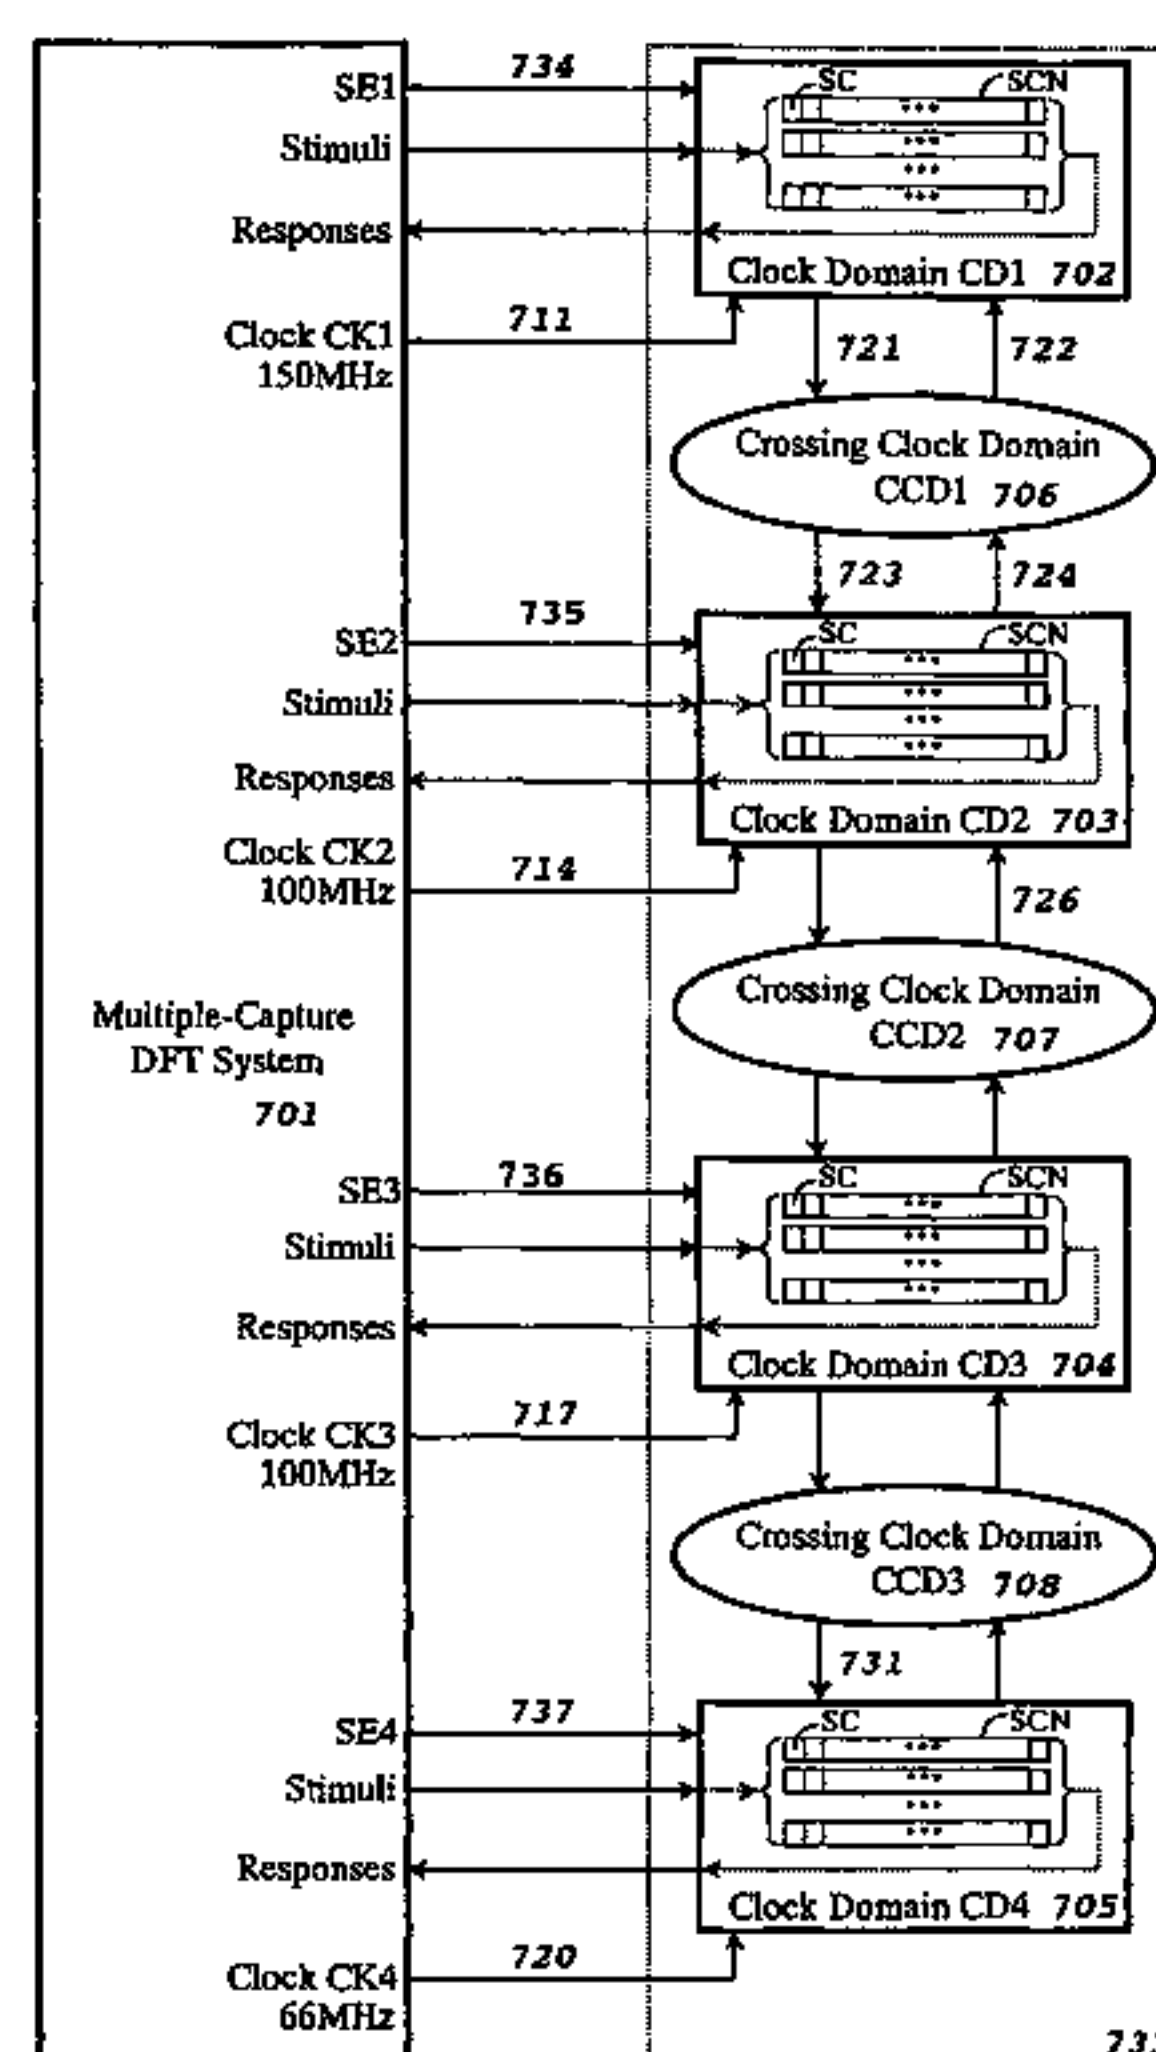 SE1
734
SC
SCN
Stimuli
Responses
Clock Domain CD1 702
Clock CK1
150MHz
711
721
722
Crossing Clock Domain
CCD1 706
723
724
SE2
735
SC
SCN
Stimuli
Responses
Clock Domain CD2 703
Clock CK2
100MHz
714
726
Crossing Clock Domain
CCD2 707
Multiple-Capture
DFT System
701
SE3
736
SC
SCN
Stimuli
Responses
Clock Domain CD3 704
Clock CK3
100MHz
717
Crossing Clock Domain
CCD3 708
731
SE4
737
SC
SCN
Stimuli
Responses
Clock Domain CD4 705
Clock CK4
66MHz
720